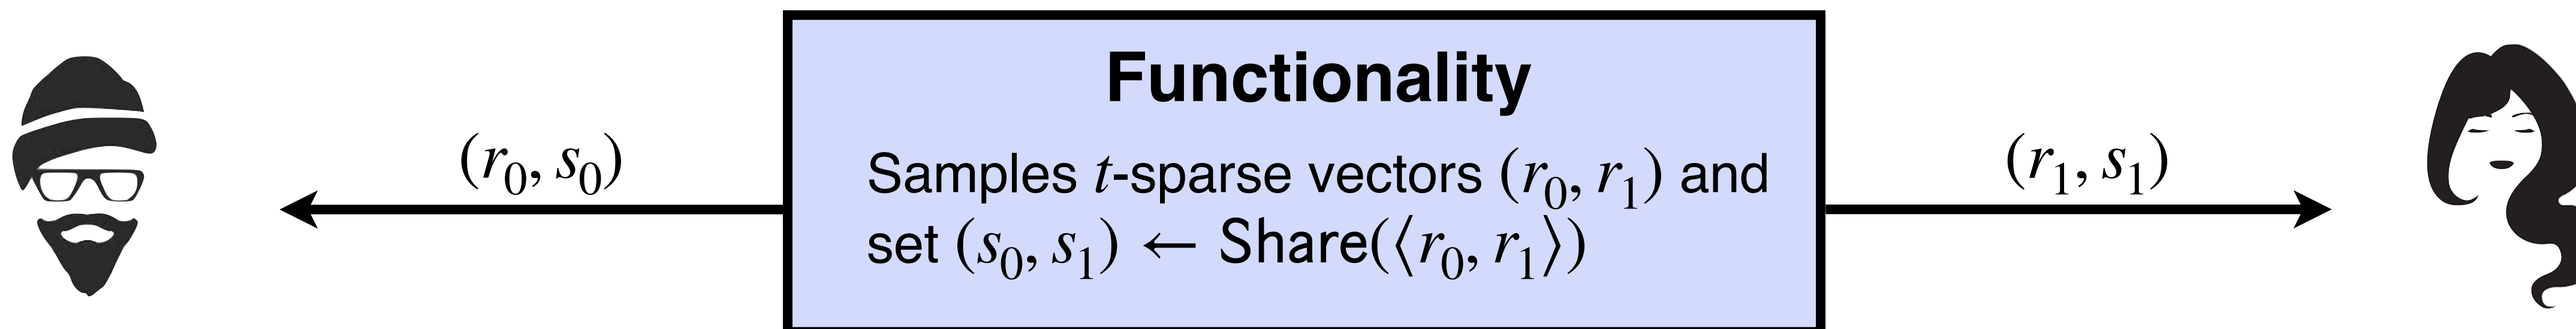 Functionality
(r₀, s₀)
Samples t-sparse vectors (r₀, r₁) and
set (s₀, s₁) ← Share(⟨r₀, r₁⟩)
(r₁, s₁)